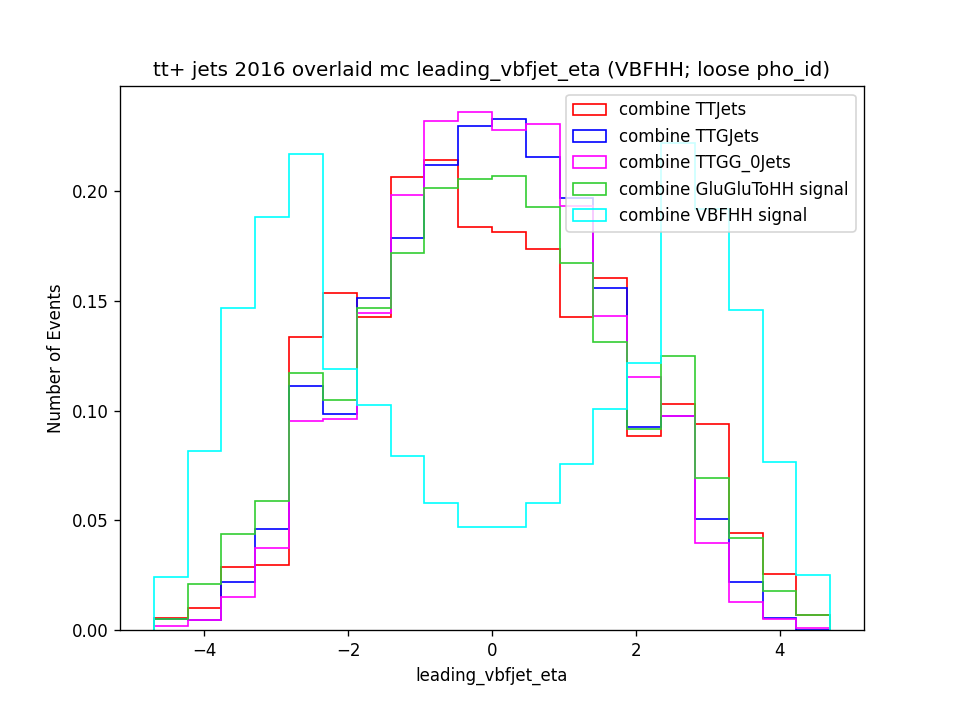 tt+ jets 2016 overlaid mc leading_vbfjet_eta (VBFHH; loose pho_id)
combine TTJets
combine TTGJets
combine TTGG_0Jets
combine GluGluToHH signal
combine VBFHH signal
Number of Events
0.20
0.15
0.10
0.05
0.00
−4
−2
0
2
4
leading_vbfjet_eta